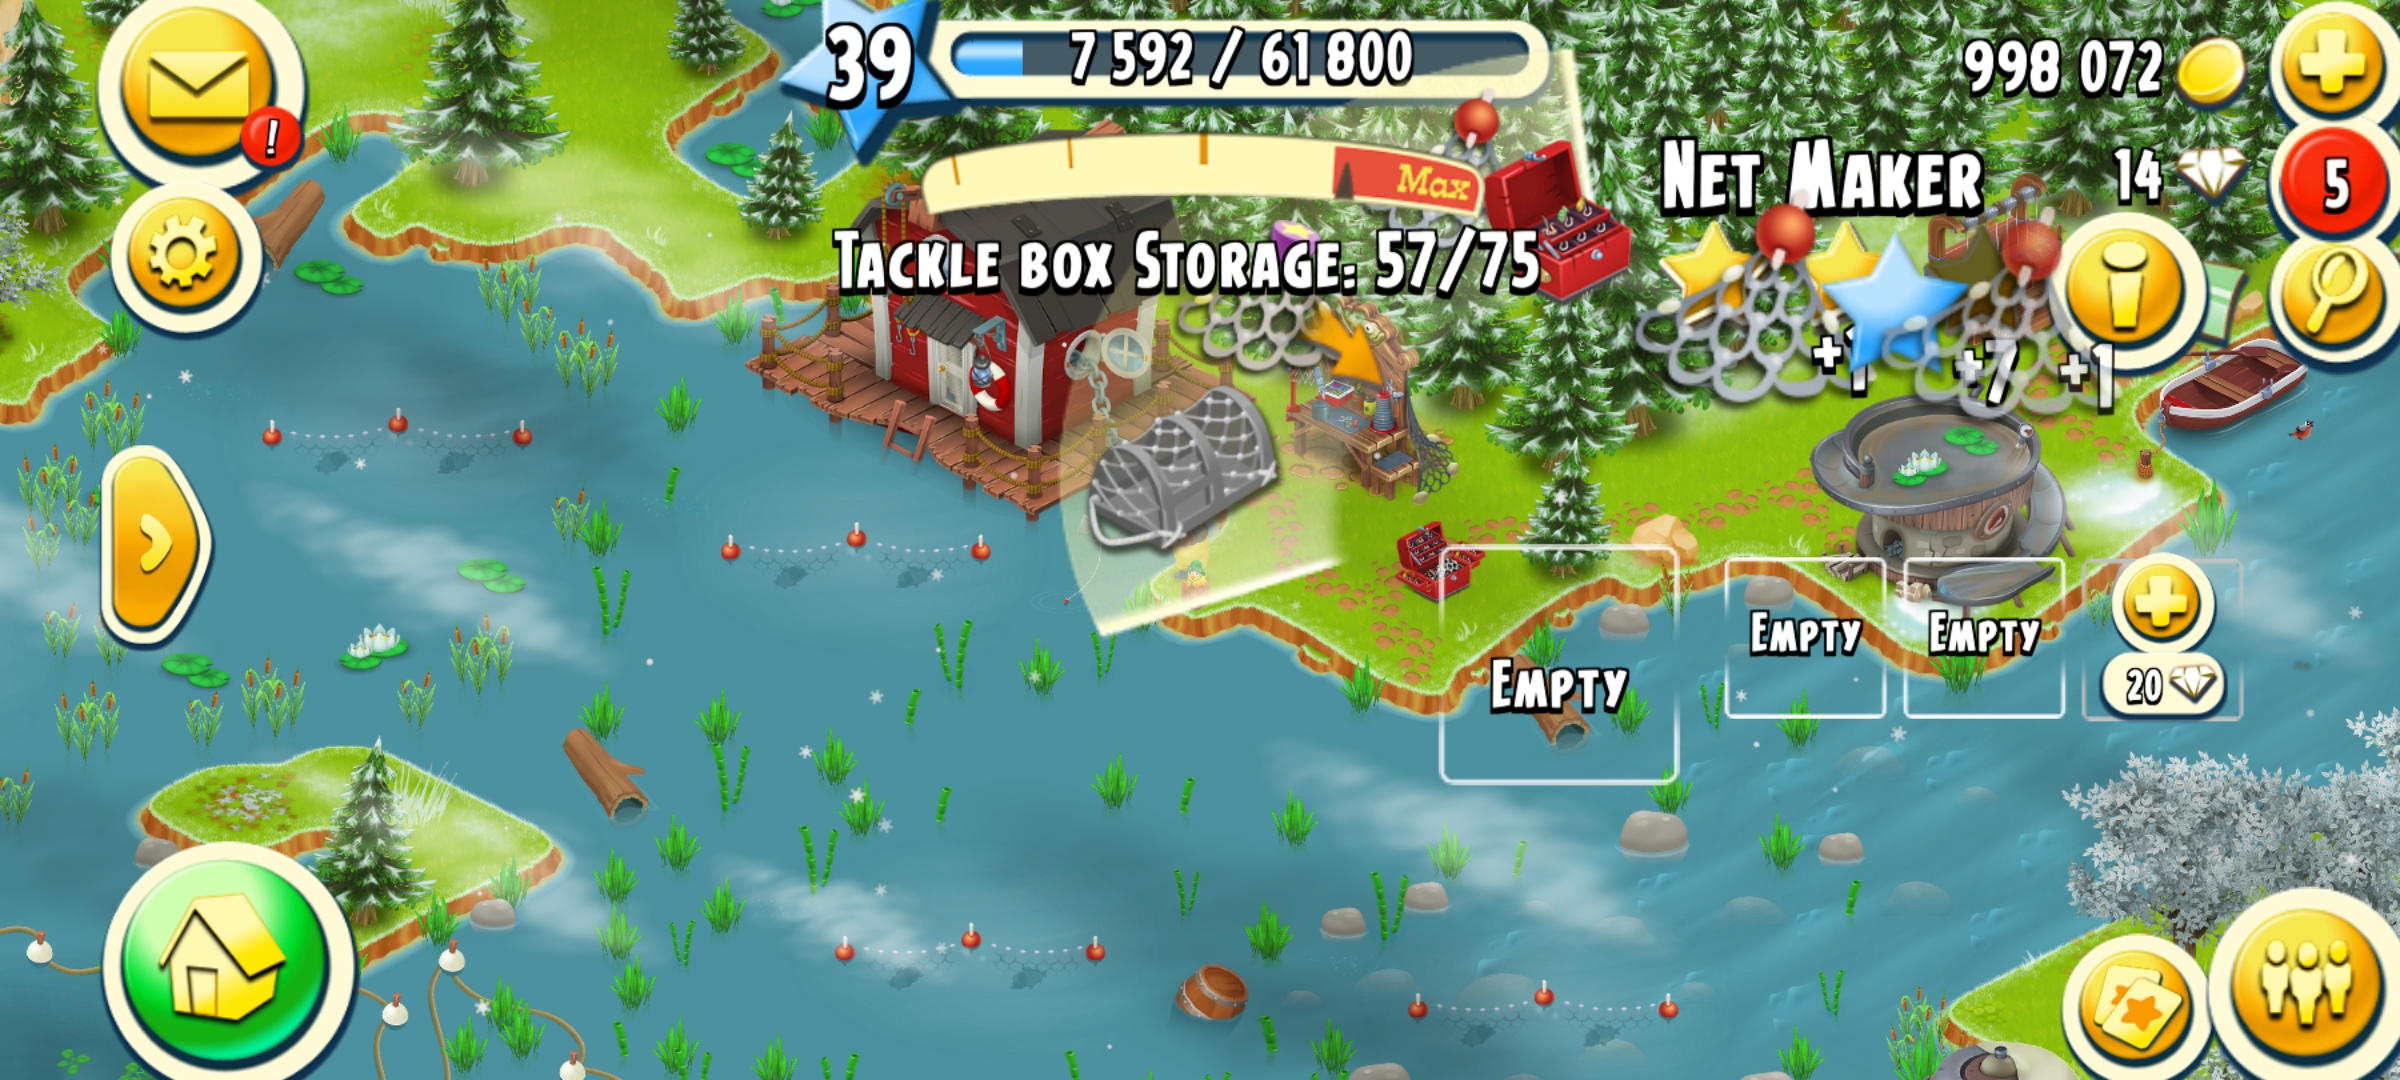 39
7 592 / 61 800
998 072
!
Max
NET MAKER
14
5
TACKLE BOX STORAGE: 57/75
+1
+7
+1
EMPTY
EMPTY
EMPTY
20